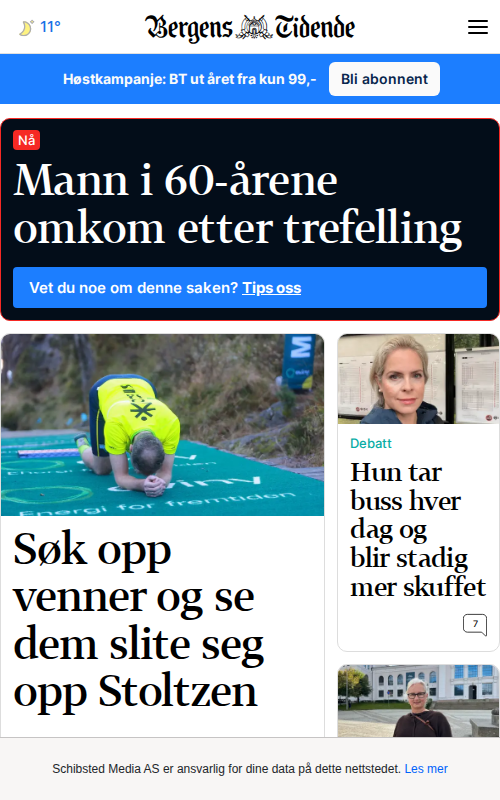 11°
Bergens Tidende
Høstkampanje: BT ut året fra kun 99,-
Bli abonnent
Nå
Mann i 60-årene
omkom etter trefelling
Vet du noe om denne saken? Tips oss
Energi for fremtiden
Søk opp
venner og se
dem slite seg
opp Stoltzen
Debatt
Hun tar
buss hver
dag og
blir stadig
mer skuffet
7
Schibsted Media AS er ansvarlig for dine data på dette nettstedet. Les mer